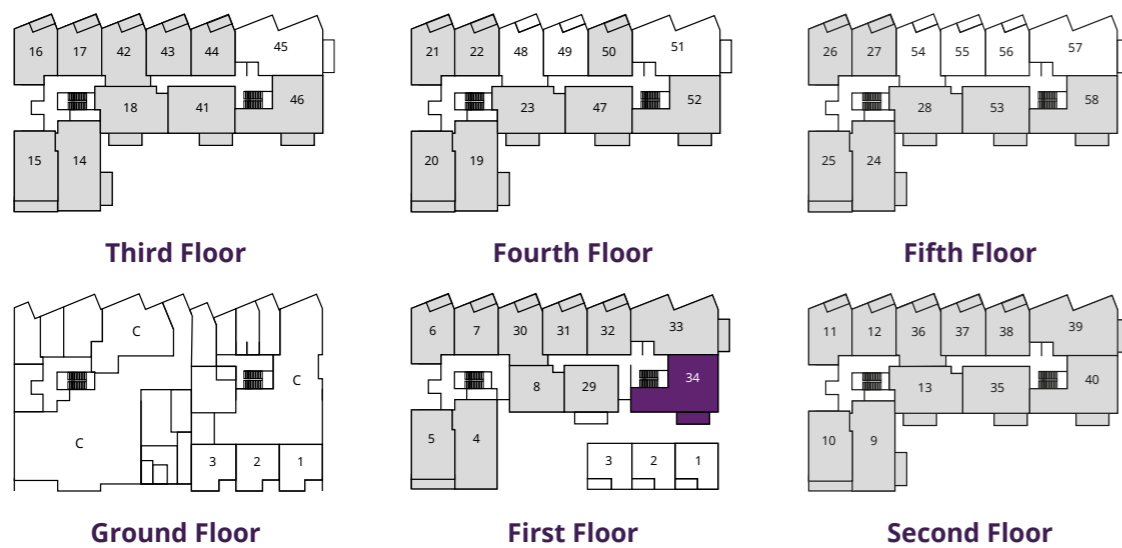 16 17 42 43 44 45
18 41 46
15 14
Third Floor
21 22 48 49 50 51
23 47 52
20 19
Fourth Floor
26 27 54 55 56 57
28 53 58
25 24
Fifth Floor
C
C
C
3 2 1
Ground Floor
6 7 30 31 32 33
8 29 34
5 4
3 2 1
First Floor
11 12 36 37 38 39
13 35 40
10 9
Second Floor